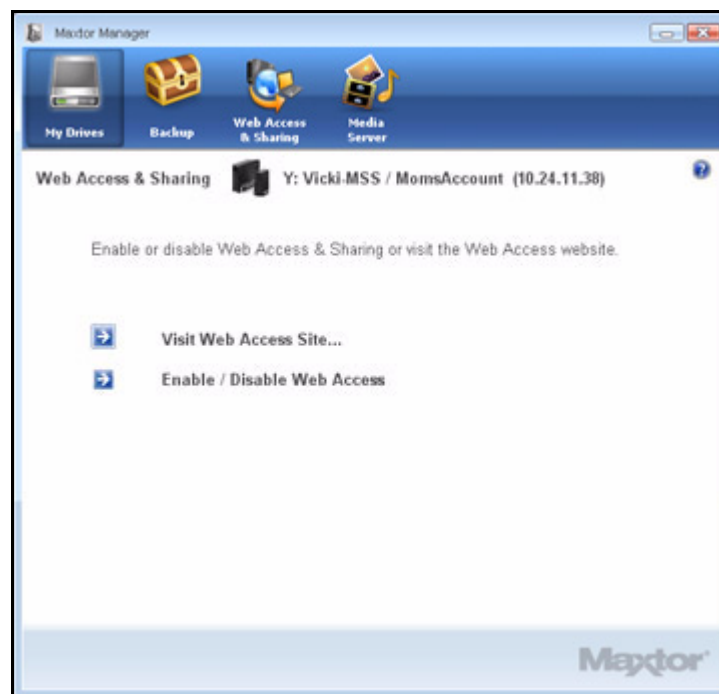 Maxtor Manager
My Drives
Backup
Web Access
& Sharing
Media
Server
Web Access & Sharing
Y: Vicki-MSS / MomsAccount (10.24.11.38)
Enable or disable Web Access & Sharing or visit the Web Access website.
Visit Web Access Site...
Enable / Disable Web Access
Maxtor